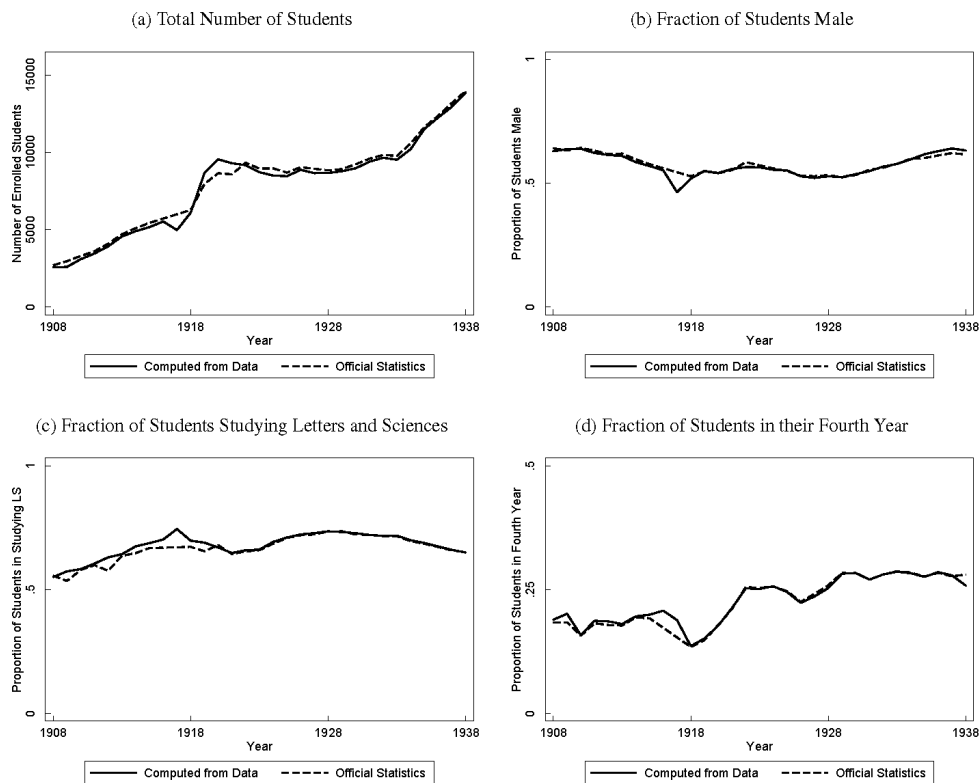 (a) Total Number of Students
Number of Enrolled Students
15000
10000
5000
0
1908
1918
1928
1938
Year
Computed from Data
Official Statistics
(b) Fraction of Students Male
Proportion of Students Male
1
.5
0
1908
1918
1928
1938
Year
Computed from Data
Official Statistics
(c) Fraction of Students Studying Letters and Sciences
Proportion of Students in Studying LS
1
.5
0
1908
1918
1928
1938
Year
Computed from Data
Official Statistics
(d) Fraction of Students in their Fourth Year
Proportion of Students in Fourth Year
.5
.25
0
1908
1918
1928
1938
Year
Computed from Data
Official Statistics